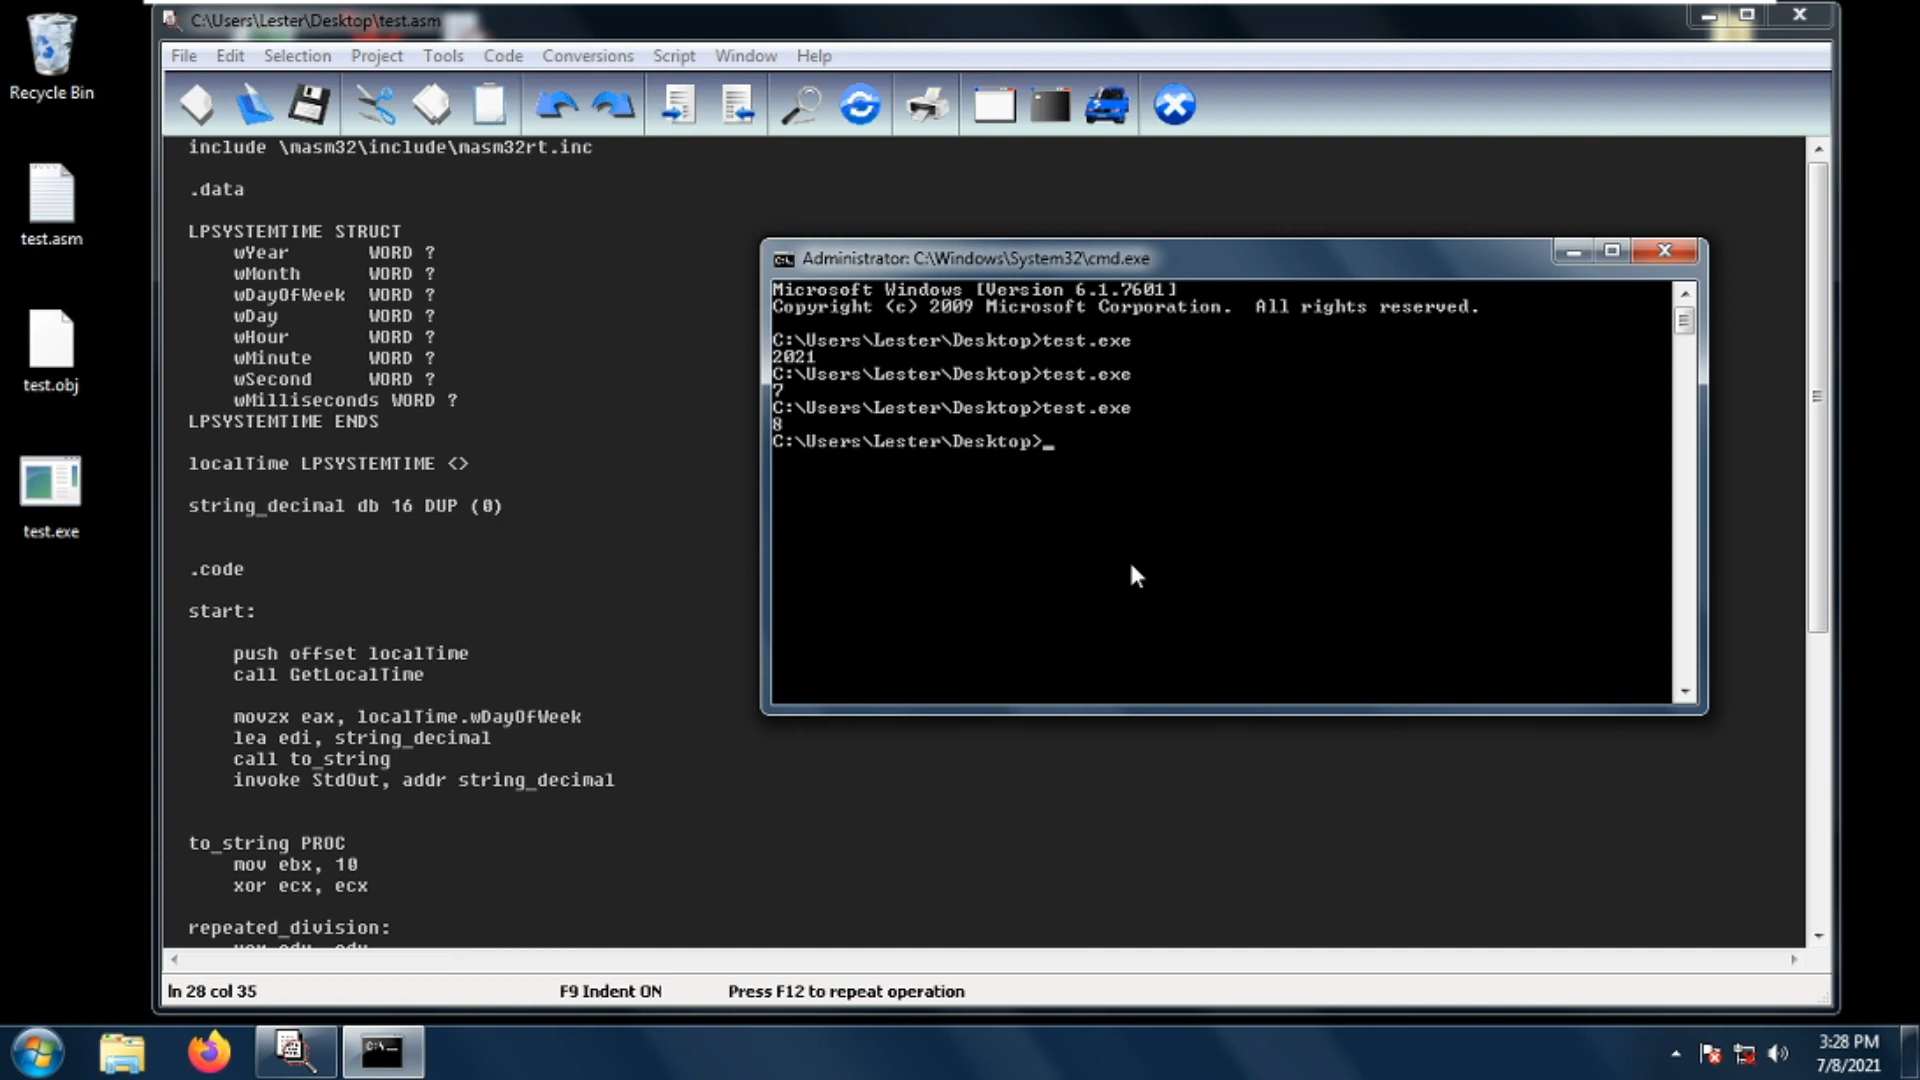 Recycle Bin
test.asm
test.obj
test.exe
C:\Users\Lester\Desktop\test.asm
File Edit Selection Project Tools Code Conversions Script Window Help
include \masm32\include\masm32rt.inc
.data
LPSYSTEMTIME STRUCT
wYear WORD ?
wMonth WORD ?
wDayOfWeek WORD ?
wDay WORD ?
wHour WORD ?
wMinute WORD ?
wSecond WORD ?
wMilliseconds WORD ?
LPSYSTEMTIME ENDS
localTime LPSYSTEMTIME <>
string_decimal db 16 DUP (0)
.code
start:
push offset localTime
call GetLocalTime
movzx eax, localTime.wDayOfWeek
lea edi, string_decimal
call to_string
invoke StdOut, addr string_decimal
to_string PROC
mov ebx, 10
xor ecx, ecx
repeated_division:
Administrator: C:\Windows\System32\cmd.exe
Microsoft Windows [Version 6.1.7601]
Copyright (c) 2009 Microsoft Corporation. All rights reserved.
C:\Users\Lester\Desktop>test.exe
2021
C:\Users\Lester\Desktop>test.exe
7
C:\Users\Lester\Desktop>test.exe
8
C:\Users\Lester\Desktop>_
ln 28 col 35 F9 Indent ON Press F12 to repeat operation
3:28 PM
7/8/2021